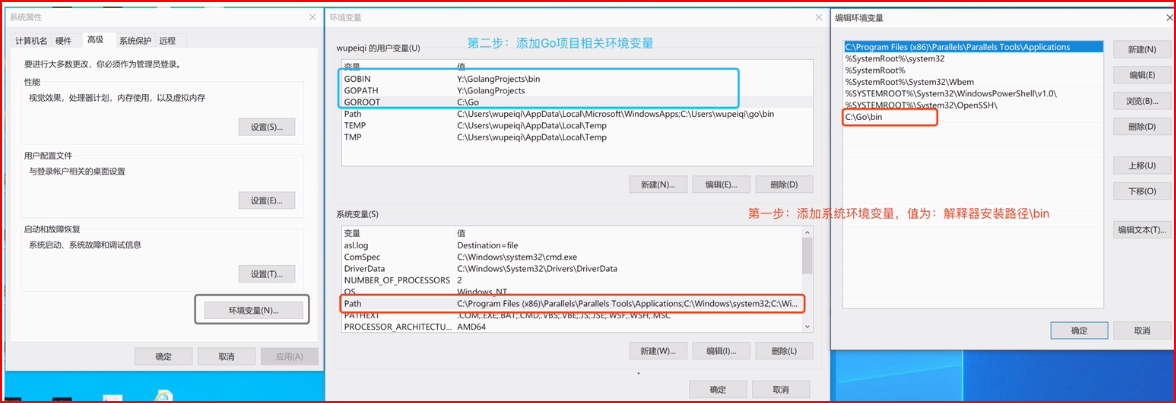 系统属性
计算机名 硬件 高级 系统保护 远程
要进行大多数更改，你必须作为管理员登录。
性能
视觉效果，处理器计划，内存使用，以及虚拟内存
设置(S)...
用户配置文件
与登录帐户相关的桌面设置
设置(E)...
启动和故障恢复
系统启动、系统故障和调试信息
设置(T)...
环境变量(N)...
确定 取消 应用(A)
环境变量
第二步：添加Go项目相关环境变量
wupeiqi 的用户变量(U)
变量 值
GOBIN Y:\GolangProjects\bin
GOPATH Y:\GolangProjects
GOROOT C:\Go
Path C:\Users\wupeiqi\AppData\Local\Microsoft\WindowsApps;C:\Users\wupeiqi\go\bin
TEMP C:\Users\wupeiqi\AppData\Local\Temp
TMP C:\Users\wupeiqi\AppData\Local\Temp
新建(N)... 编辑(E)... 删除(D)
第一步：添加系统环境变量，值为：解释器安装路径\bin
系统变量(S)
变量 值
asl.log Destination=file
ComSpec C:\Windows\system32\cmd.exe
DriverData C:\Windows\System32\Drivers\DriverData
NUMBER_OF_PROCESSORS 2
OS Windows_NT
Path C:\Program Files (x86)\Parallels\Parallels Tools\Applications;C:\Windows\system32;C:\Wi...
PATHEXT .COM;.EXE;.BAT;.CMD;.VBS;.VBE;.JS;.JSE;.WSF;.WSH;.MSC
PROCESSOR_ARCHITECTU... AMD64
新建(W)... 编辑(I)... 删除(L)
确定 取消
编辑环境变量
C:\Program Files (x86)\Parallels\Parallels Tools\Applications
%SystemRoot%\system32
%SystemRoot%
%SystemRoot%\System32\Wbem
%SYSTEMROOT%\System32\WindowsPowerShell\v1.0\
%SYSTEMROOT%\System32\OpenSSH\
C:\Go\bin
新建(N)
编辑(E)
浏览(B)...
删除(D)
上移(U)
下移(O)
编辑文本(T)...
确定 取消